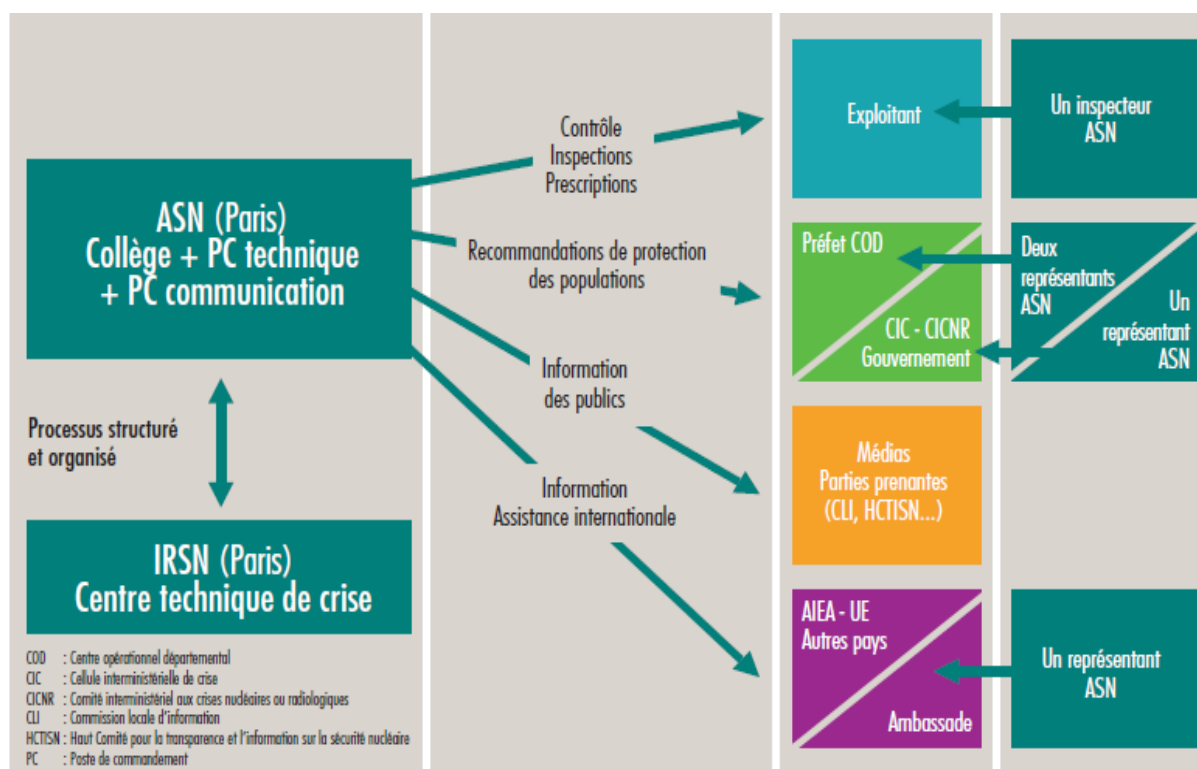 ASN (Paris)
Collège + PC technique
+ PC communication
Processus structuré
et organisé
IRSN (Paris)
Centre technique de crise
COD : Centre opérationnel départemental
CIC : Cellule interministérielle de crise
CICNR : Comité interministériel aux crises nucléaires ou radiologiques
CLI : Commission locale d'information
HCTISN : Haut Comité pour la transparence et l'information sur la sécurité nucléaire
PC : Poste de commandement
Contrôle
Inspections
Prescriptions
Recommandations de protection
des populations
Information
des publics
Information
Assistance internationale
Exploitant
Préfet COD
CIC - CICNR
Gouvernement
Médias
Parties prenantes
(CLI, HCTISN...)
AIEA - UE
Autres pays
Ambassade
Un inspecteur
ASN
Deux
représentants
ASN
Un
représentant
ASN
Un représentant
ASN